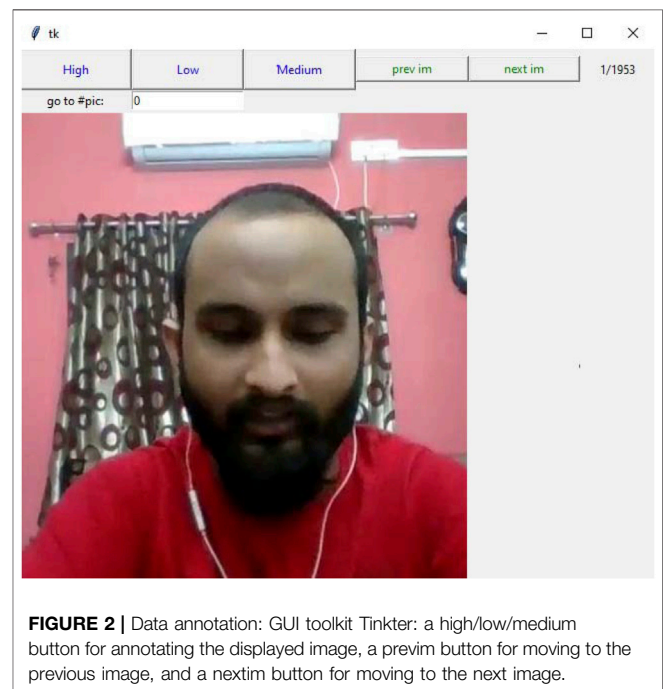 tk
High Low Medium prev im next im 1/1953
go to #pic: 0
FIGURE 2 | Data annotation: GUI toolkit Tinkter: a high/low/medium
button for annotating the displayed image, a previm button for moving to the
previous image, and a nextim button for moving to the next image.